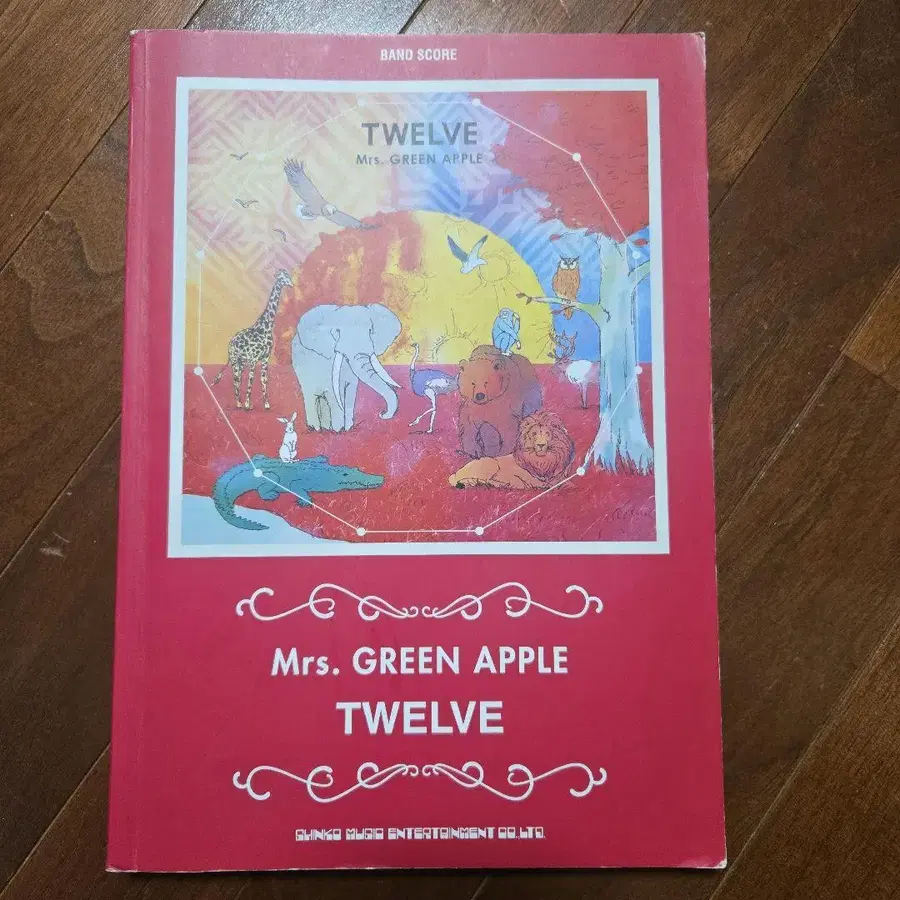 BAND SCORE
TWELVE
Mrs. GREEN APPLE
Mrs. GREEN APPLE
TWELVE
SHINKO MUSIC ENTERTAINMENT CO.,LTD.